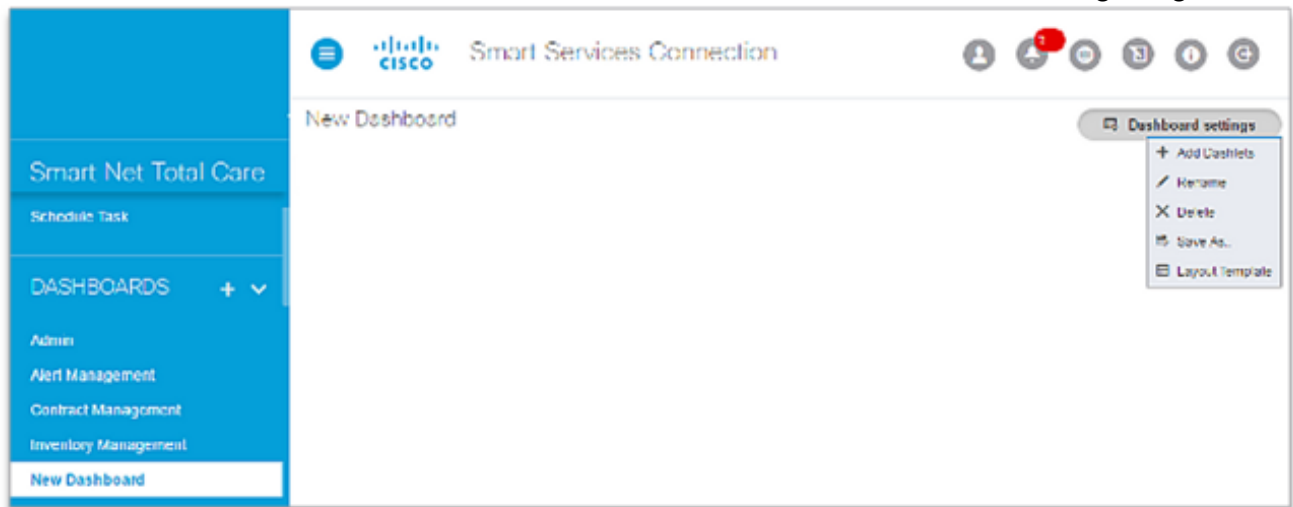 CISCO
Smart Services Connection
New Dashboard
Dashboard settings
+ Add Dashlets
Rename
Delete
Save As..
Layout Template
Smart Net Total Care
Schedule Task
DASHBOARDS + 
Admin
Alert Management
Contract Management
Inventory Management
New Dashboard